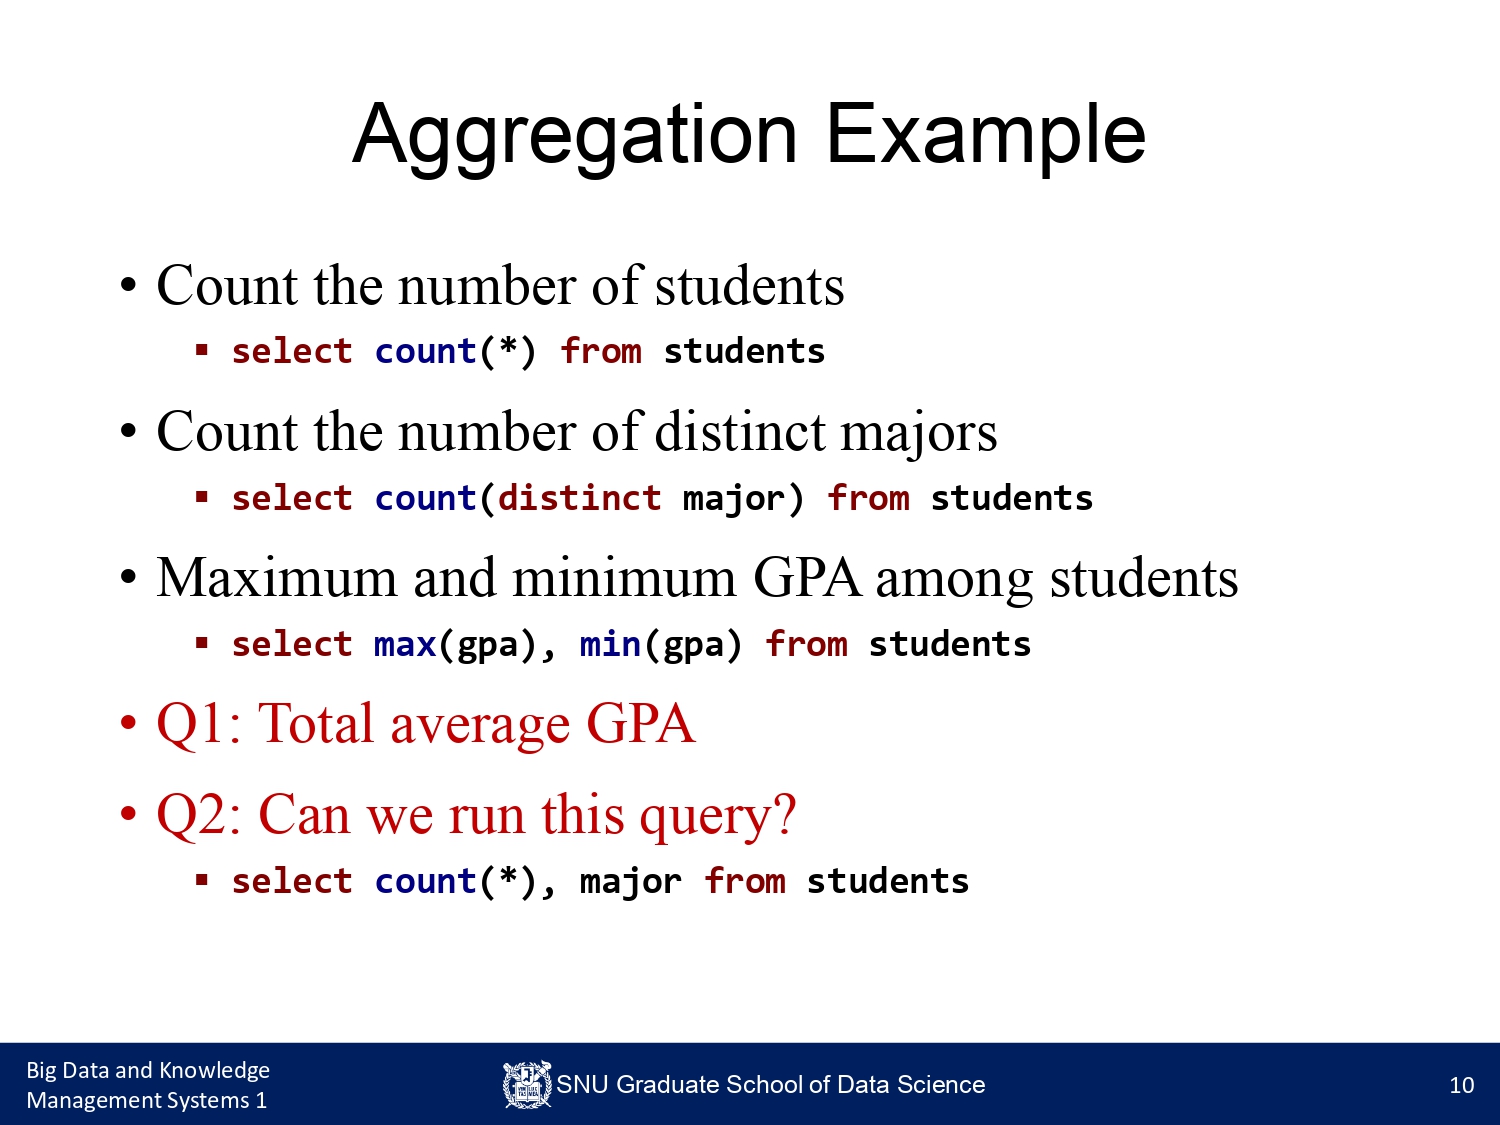 Aggregation Example
• Count the number of students
▪ select count(*) from students
• Count the number of distinct majors
▪ select count(distinct major) from students
• Maximum and minimum GPA among students
▪ select max(gpa), min(gpa) from students
• Q1: Total average GPA
• Q2: Can we run this query?
▪ select count(*), major from students
Big Data and Knowledge
Management Systems 1
SNU Graduate School of Data Science
10